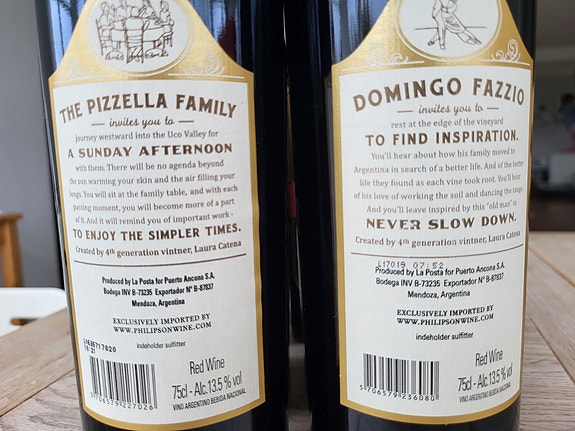 THE PIZZELLA FAMILY
invites you to
journey westward into the Uco Valley for
A SUNDAY AFTERNOON
with them. There will be no agenda beyond
the sun warming your skin and the air filling your
lungs. You will sit at the family table, and with each
passing moment, you will become more of a part
of it. And it will remind you of important work -
TO ENJOY THE SIMPLER TIMES.
Created by 4th generation vintner, Laura Catena
Produced by La Posta for Puerto Ancona S.A.
Bodega INV B-73235 Exportador N° B-87837
Mendoza, Argentina
EXCLUSIVELY IMPORTED BY
WWW.PHILIPSONWINE.COM
indeholder sulfitter
Red Wine
75cl - Alc.13.5 % vol
VINO ARGENTINO BEBIDA NACIONAL
5 706579 227026
DOMINGO FAZZIO
invites you to
rest at the edge of the vineyard
TO FIND INSPIRATION.
You'll hear about how his family moved to
Argentina in search of a better life. And of the better
life they found as each vine took root. You'll hear
of his love of working the soil and dancing the tango.
And you'll leave inspired by this "old man" to
NEVER SLOW DOWN.
Created by 4th generation vintner, Laura Catena
L17019 07:52
Produced by La Posta for Puerto Ancona S.A.
Bodega INV B-73235 Exportador N° B-87837
Mendoza, Argentina
EXCLUSIVELY IMPORTED BY
WWW.PHILIPSONWINE.COM
indeholder sulfitter
Red Wine
75cl - Alc.13.5 % vol
VINO ARGENTINO BEBIDA NACIONAL
5 706579 236080